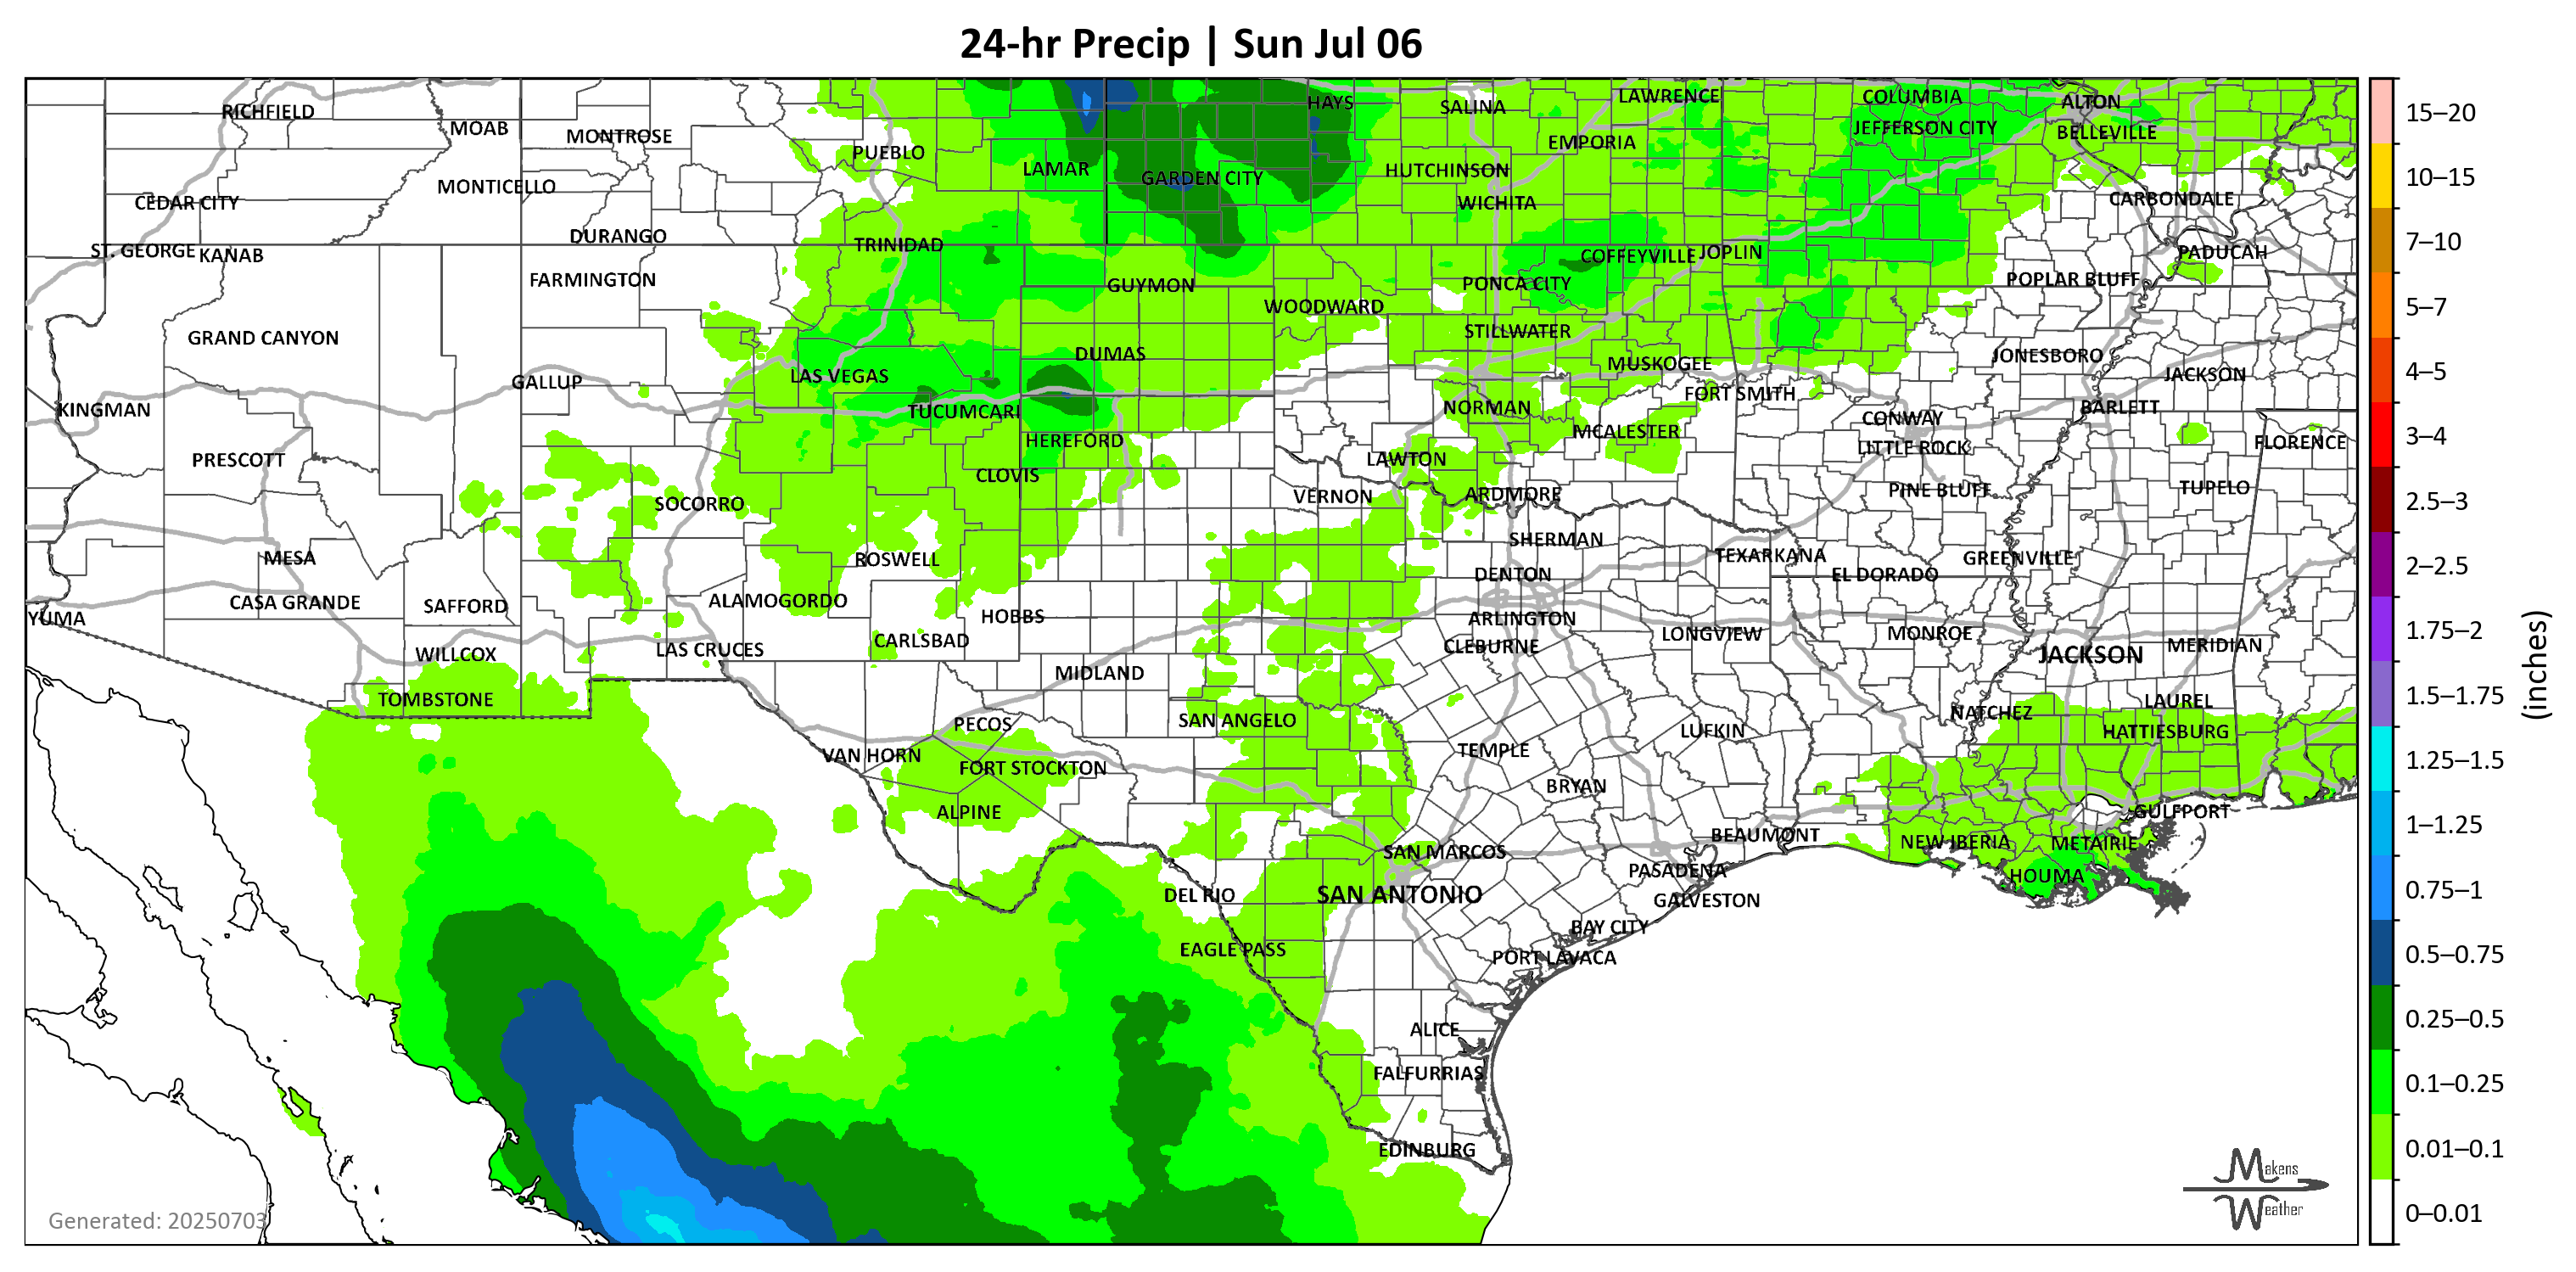 24-hr Precip | Sun Jul 06
RICHFIELD
MOAB
MONTROSE
PUEBLO
LAMAR
HAYS
SALINA
LAWRENCE
COLUMBIA
ALTON
JEFFERSON CITY
BELLEVILLE
EMPORIA
HUTCHINSON
GARDEN CITY
MONTICELLO
CEDAR CITY
WICHITA
CARBONDALE
DURANGO
TRINIDAD
ST. GEORGE
KANAB
COFFEYVILLE
JOPLIN
PADUCAH
FARMINGTON
GUYMON
PONCA CITY
POPLAR BLUFF
WOODWARD
GRAND CANYON
STILLWATER
DUMAS
MUSKOGEE
JONESBORO
GALLUP
LAS VEGAS
JACKSON
FORT SMITH
KINGMAN
TUCUMCARI
NORMAN
CONWAY
BARLETT
HEREFORD
MCALESTER
LITTLE ROCK
FLORENCE
PRESCOTT
CLOVIS
LAWTON
SOCORRO
VERNON
ARDMORE
PINE BLUFF
TUPELO
MESA
ROSWELL
SHERMAN
TEXARKANA
GREENVILLE
DENTON
EL DORADO
CASA GRANDE
SAFFORD
ALAMOGORDO
HOBBS
ARLINGTON
YUMA
CARLSBAD
CLEBURNE
LONGVIEW
MONROE
MERIDIAN
WILLCOX
LAS CRUCES
MIDLAND
JACKSON
TOMBSTONE
PECOS
SAN ANGELO
NATCHEZ
LAUREL
LUFKIN
HATTIESBURG
VAN HORN
FORT STOCKTON
TEMPLE
BRYAN
ALPINE
GULFPORT
BEAUMONT
NEW IBERIA
METAIRIE
SAN MARCOS
PASADENA
HOUMA
DEL RIO
SAN ANTONIO
GALVESTON
BAY CITY
EAGLE PASS
PORT LAVACA
ALICE
FALFURRIAS
EDINBURG
Generated: 20250703
Makens
Weather
15–20
10–15
7–10
5–7
4–5
3–4
2.5–3
2–2.5
1.75–2
1.5–1.75
1.25–1.5
1–1.25
0.75–1
0.5–0.75
0.25–0.5
0.1–0.25
0.01–0.1
0–0.01
(inches)